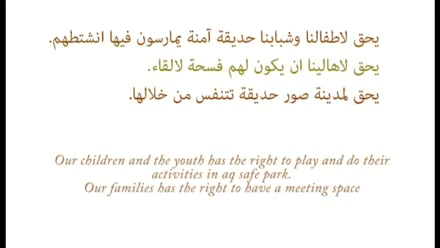 يحق لاطفالنا وشبابنا حديقة آمنة يمارسون فيها انشطتهم.
يحق لاهالينا ان يكون لهم فسحة لالقاء.
يحق لمدينة صور حديقة تتنفس من خلالها.
Our children and the youth has the right to play and do their
activities in aq safe park.
Our families has the right to have a meeting space